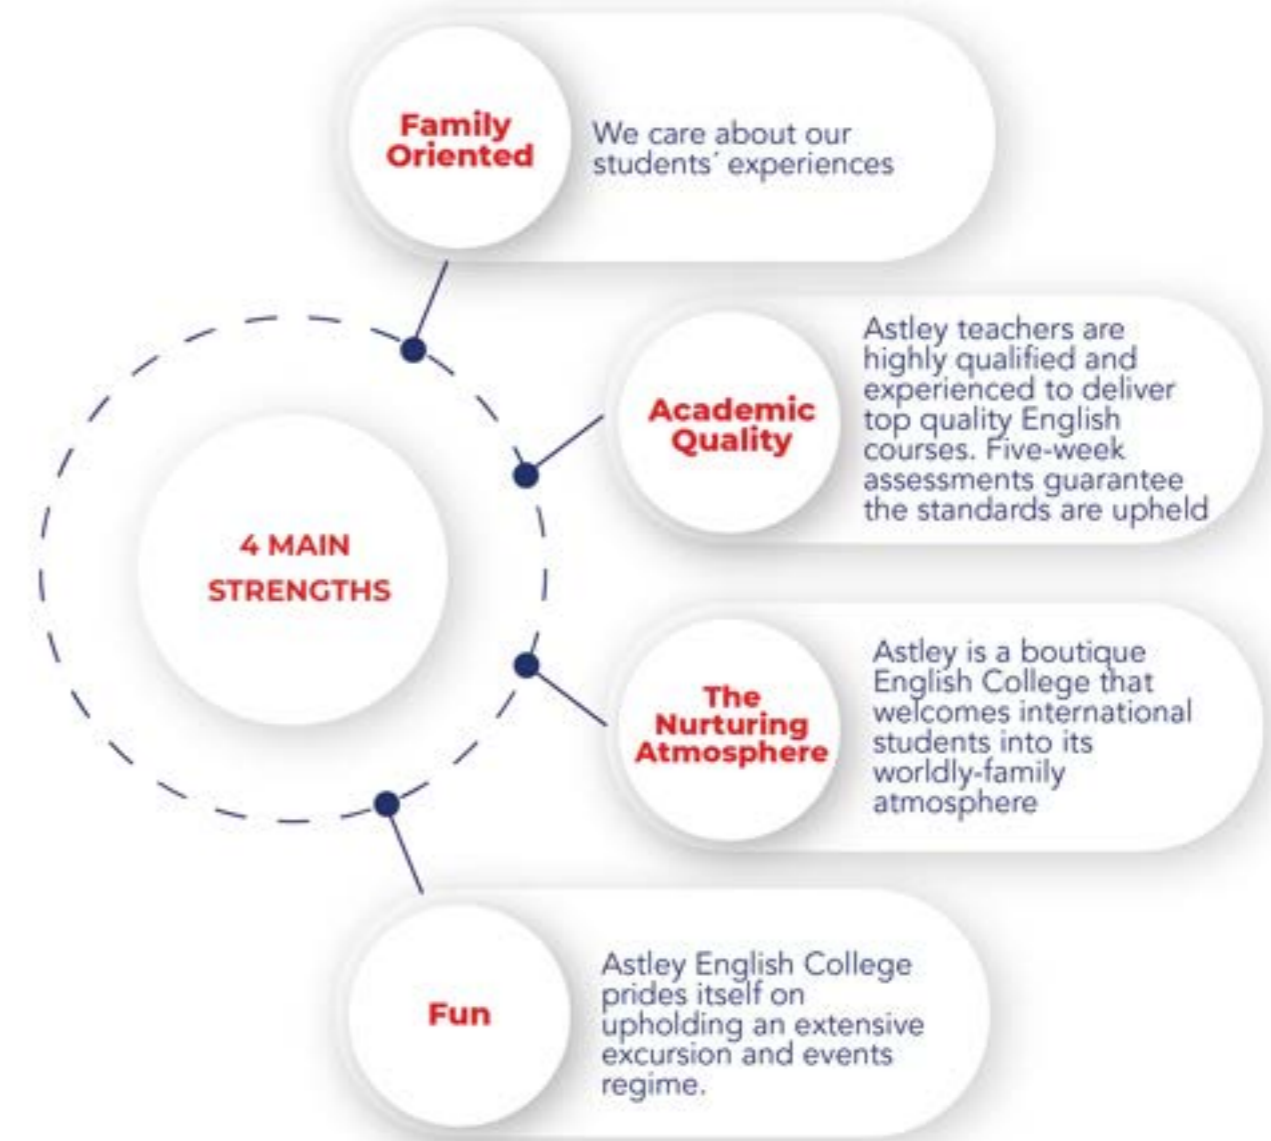 Family
Oriented
We care about our
students´ experiences
Academic
Quality
Astley teachers are
highly qualified and
experienced to deliver
top quality English
courses. Five-week
assessments guarantee
the standards are upheld
4 MAIN
STRENGTHS
The
Nurturing
Atmosphere
Astley is a boutique
English College that
welcomes international
students into its
worldly-family
atmosphere
Fun
Astley English College
prides itself on
upholding an extensive
excursion and events
regime.